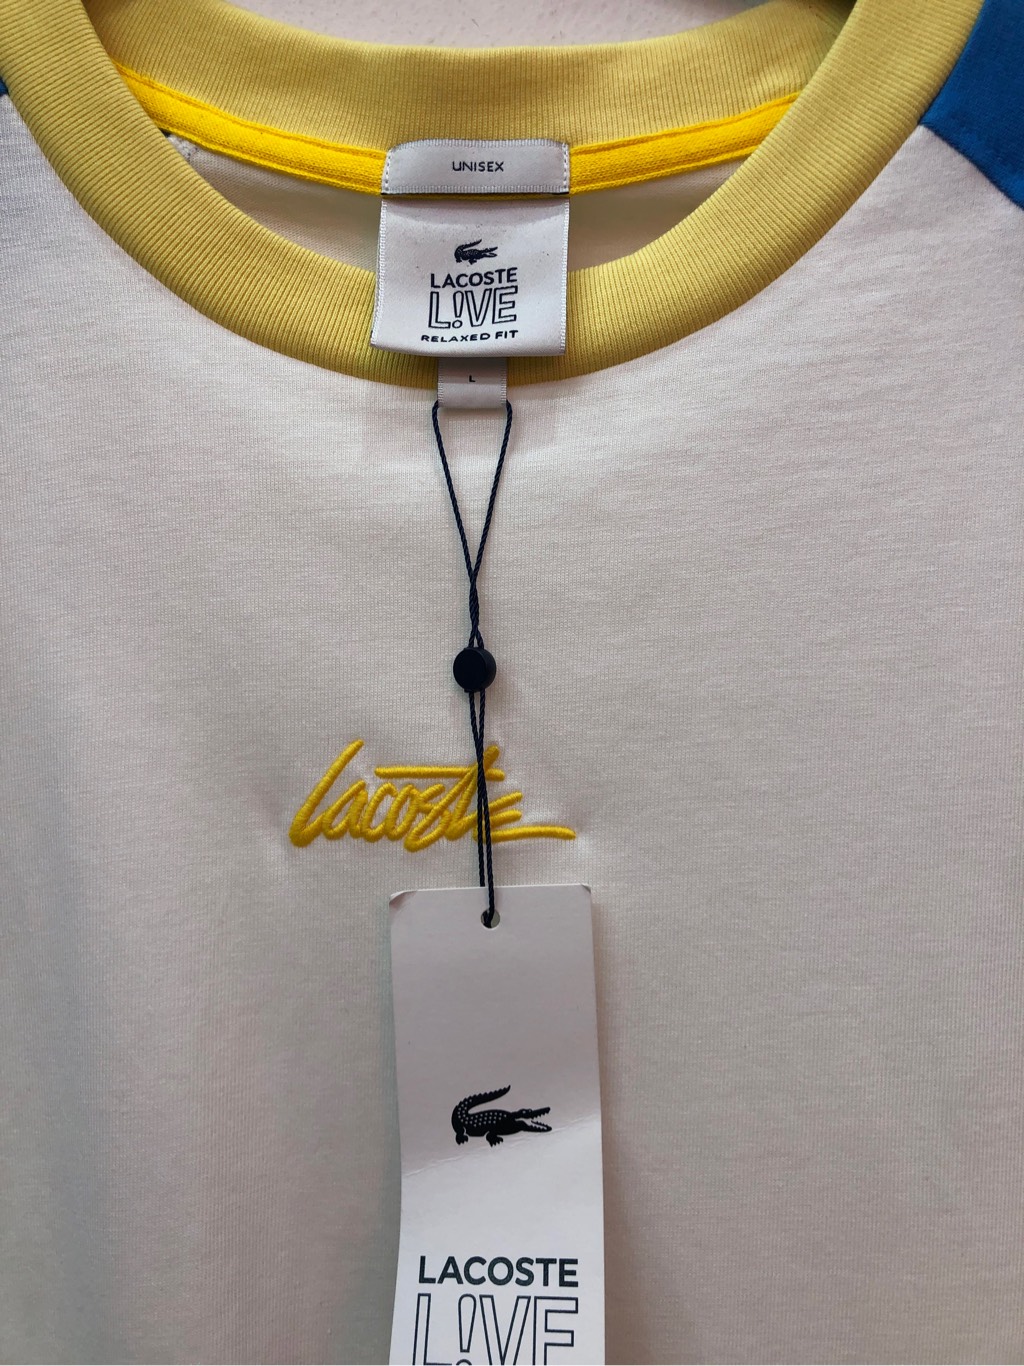 UNISEX
LACOSTE
L!VE
RELAXED FIT
L
Lacoste
LACOSTE
L!VE